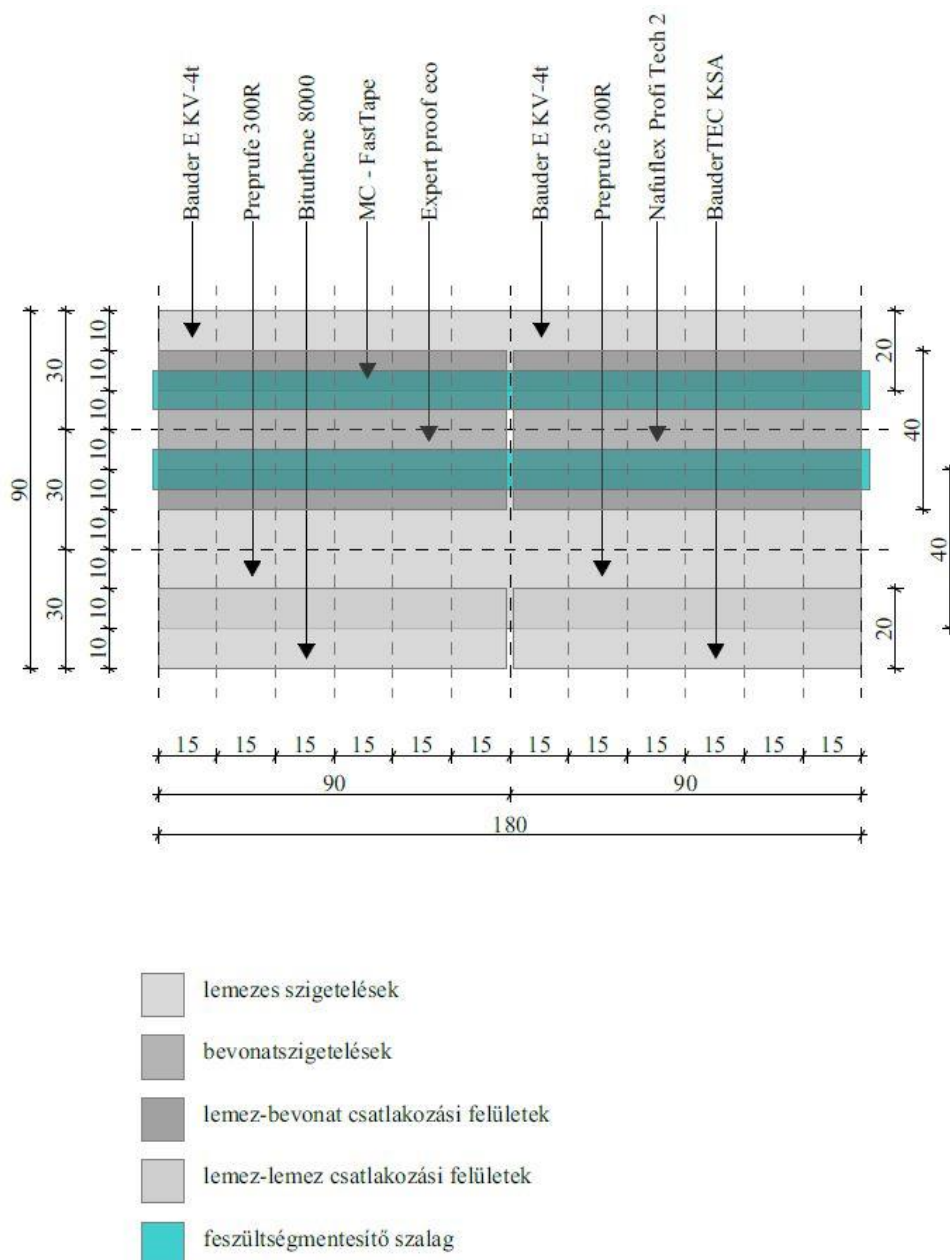 Bauder E KV-4t
Preprufe 300R
Bituthene 8000
MC - FastTape
Expert proof eco
Bauder E KV-4t
Preprufe 300R
Nafuflex Profi Tech 2
BauderTEC KSA
90
30
30
30
10
10
10
10
10
10
10
10
10
20
40
40
20
15
15
15
15
15
15
15
15
15
15
15
15
90
90
180
lemezes szigetelések
bevonatszigetelések
lemez-bevonat csatlakozási felületek
lemez-lemez csatlakozási felületek
feszültségmentesítő szalag